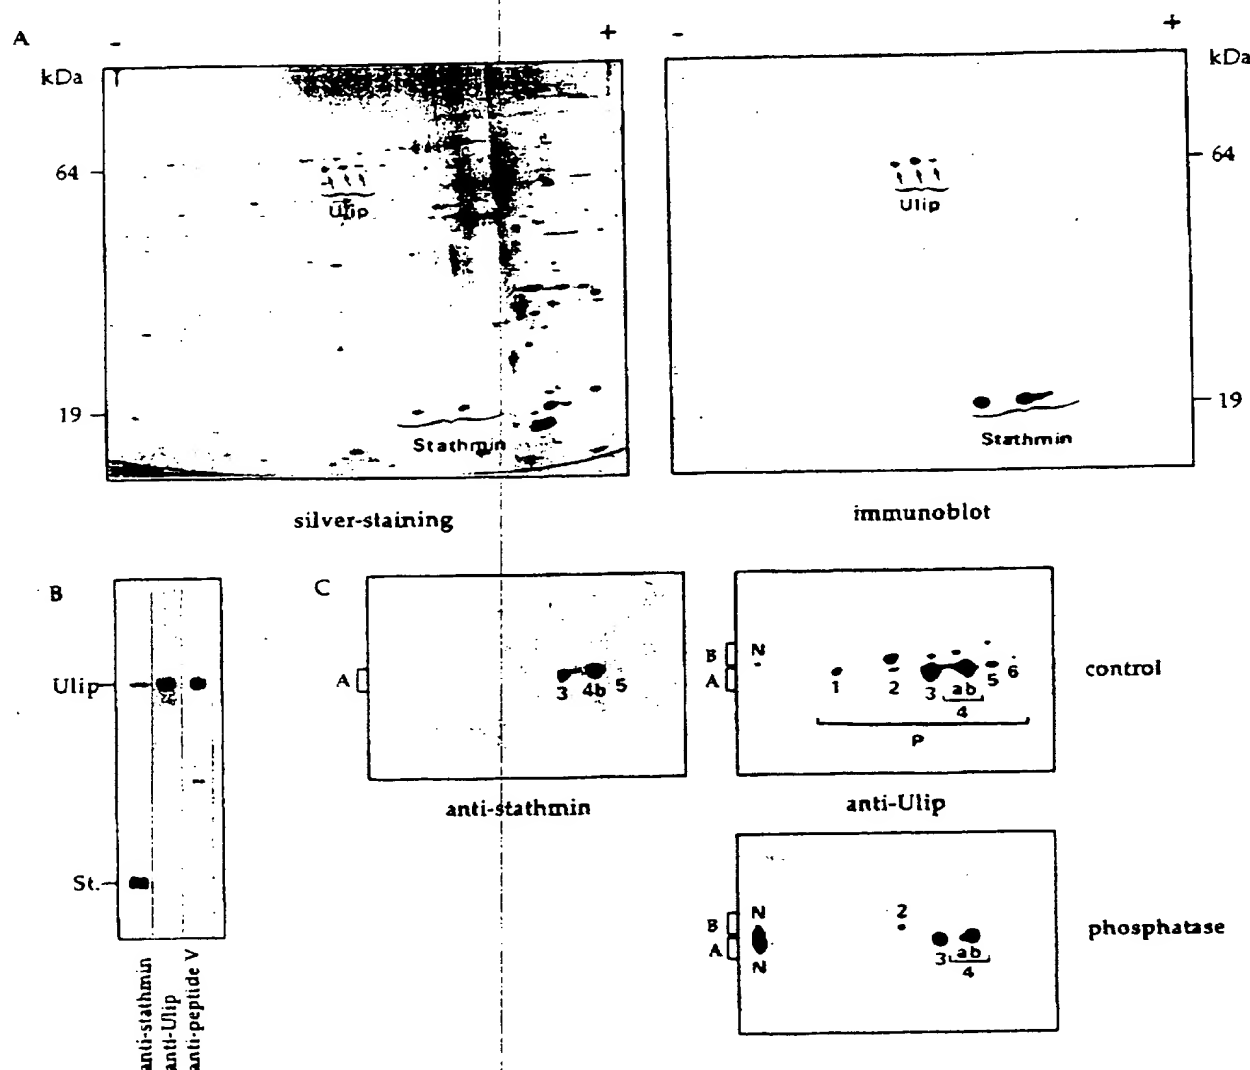 A
- +
- +
kDa
kDa
64
64
Ulip
Ulip
19
19
Stathmin
Stathmin
silver-staining
immunoblot
B
Ulip
St.
anti-stathmin
anti-Ulip
anti-peptide V
C
A
3 4b 5
anti-stathmin
B N
A
1 2 3 ab 5 6
4
P
control
anti-Ulip
B N 2
A
N 3 ab
4
phosphatase